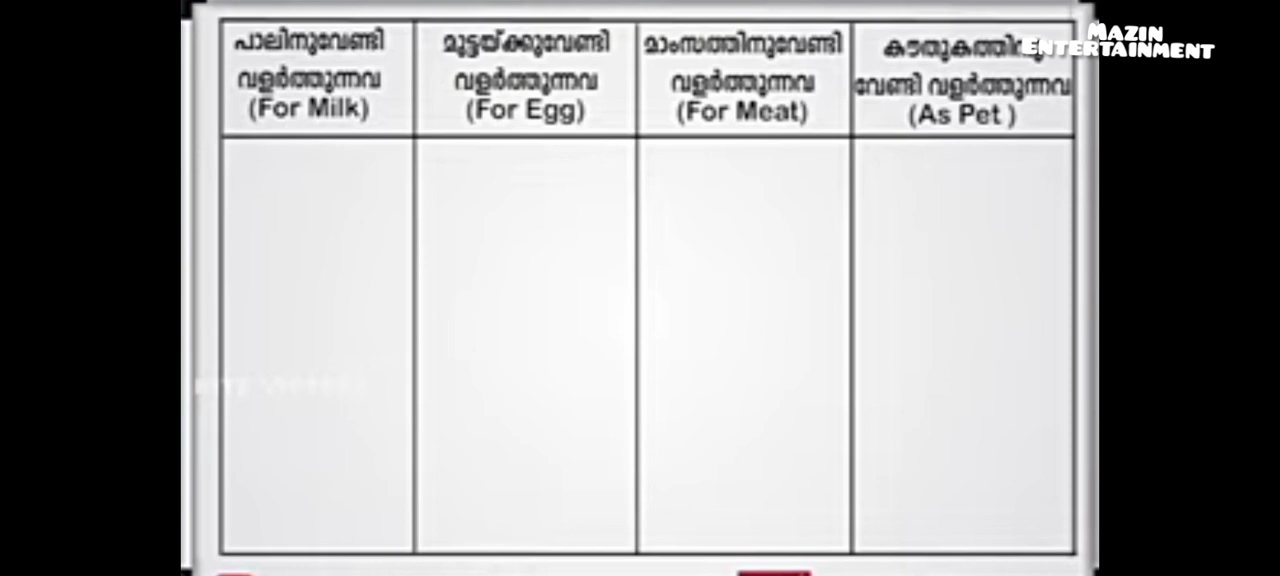 പാലിനുവേണ്ടി
വളർത്തുന്നവ
(For Milk)
മുട്ടയ്ക്കുവേണ്ടി
വളർത്തുന്നവ
(For Egg)
മാംസത്തിനുവേണ്ടി
വളർത്തുന്നവ
(For Meat)
വേണ്ടി വളർത്തുന്നവ
(As Pet )
MAZIN
ENTERTAINMENT